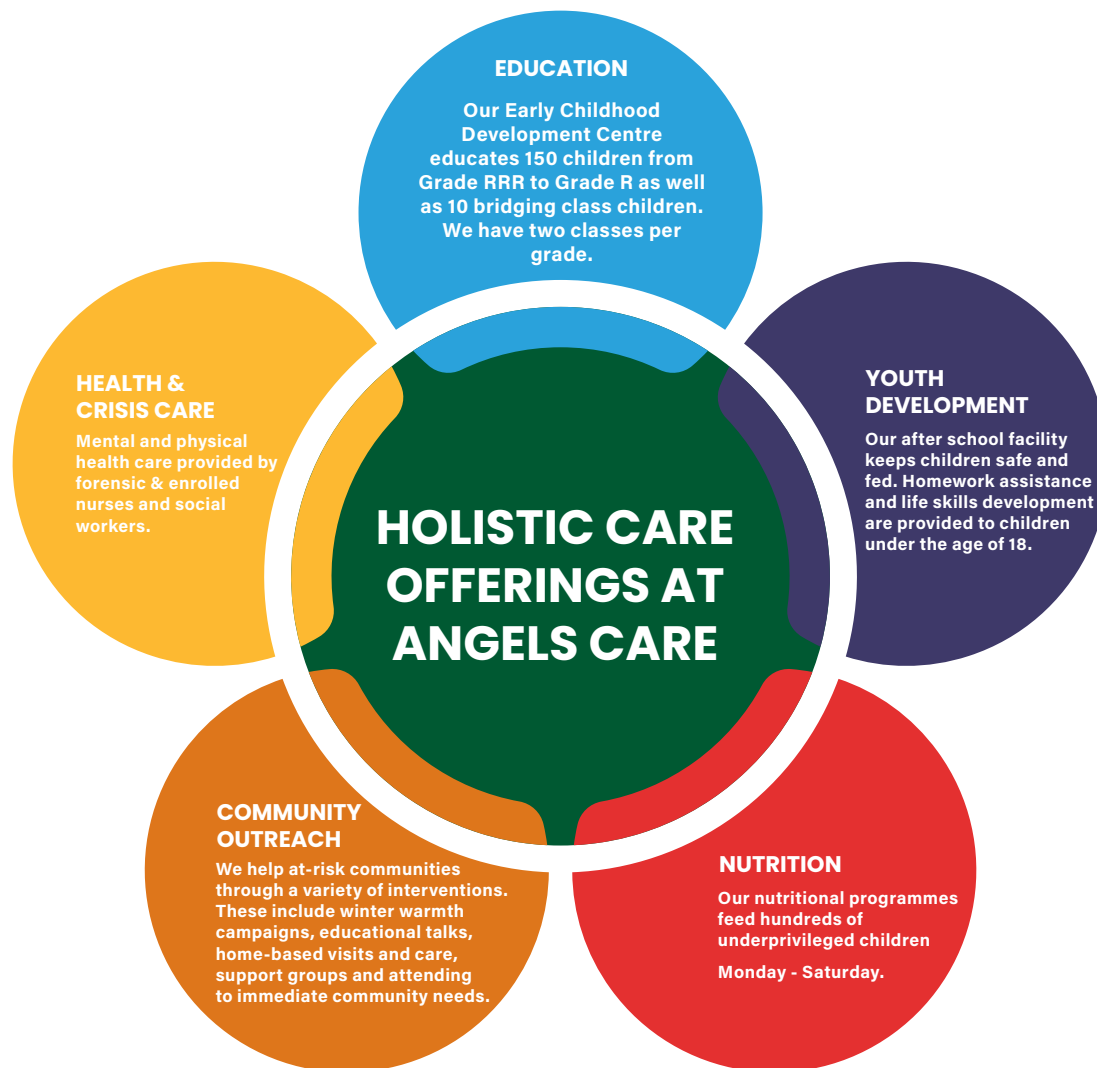 EDUCATION
Our Early Childhood
Development Centre
educates 150 children from
Grade RRR to Grade R as well
as 10 bridging class children.
We have two classes per
grade.
HEALTH &
CRISIS CARE
Mental and physical
health care provided by
forensic & enrolled
nurses and social
workers.
YOUTH
DEVELOPMENT
Our after school facility
keeps children safe and
fed. Homework assistance
and life skills development
are provided to children
under the age of 18.
HOLISTIC CARE
OFFERINGS AT
ANGELS CARE
COMMUNITY
OUTREACH
We help at-risk communities
through a variety of interventions.
These include winter warmth
campaigns, educational talks,
home-based visits and care,
support groups and attending
to immediate community needs.
NUTRITION
Our nutritional programmes
feed hundreds of
underprivileged children
Monday - Saturday.